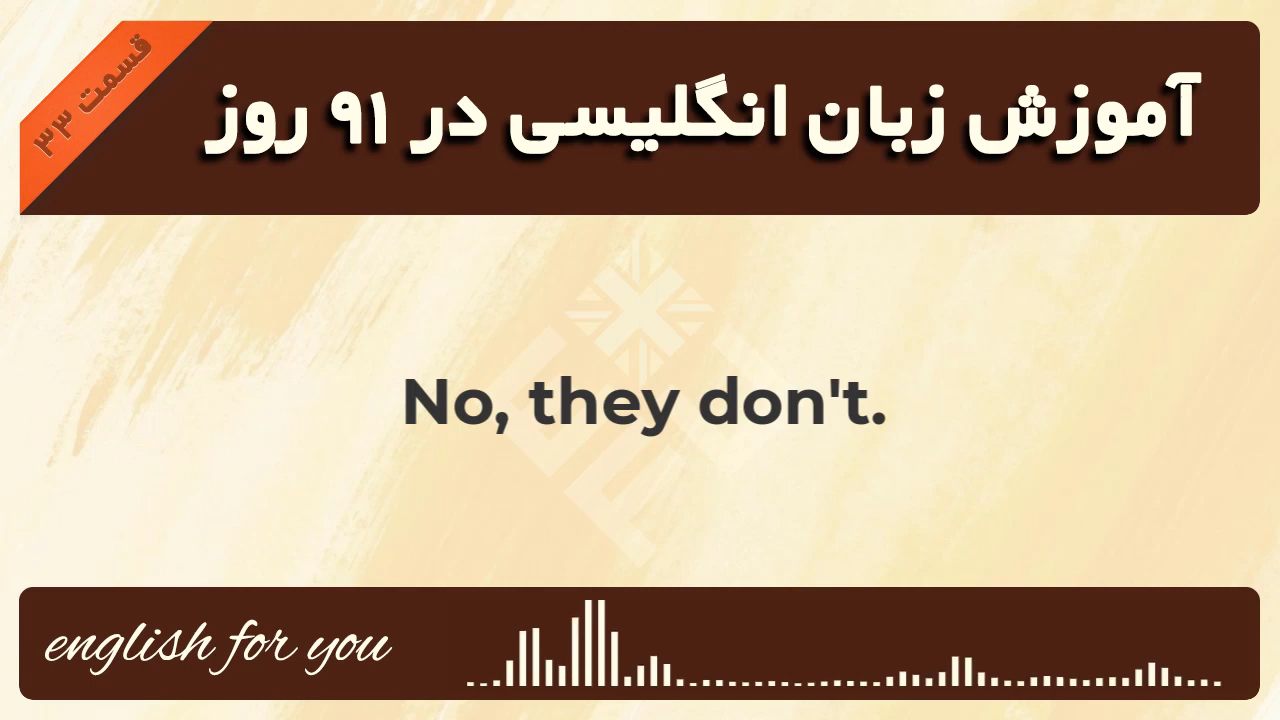 قسمت ۳۳
آموزش زبان انگلیسی در ۹۱ روز
No, they don't.
english for you